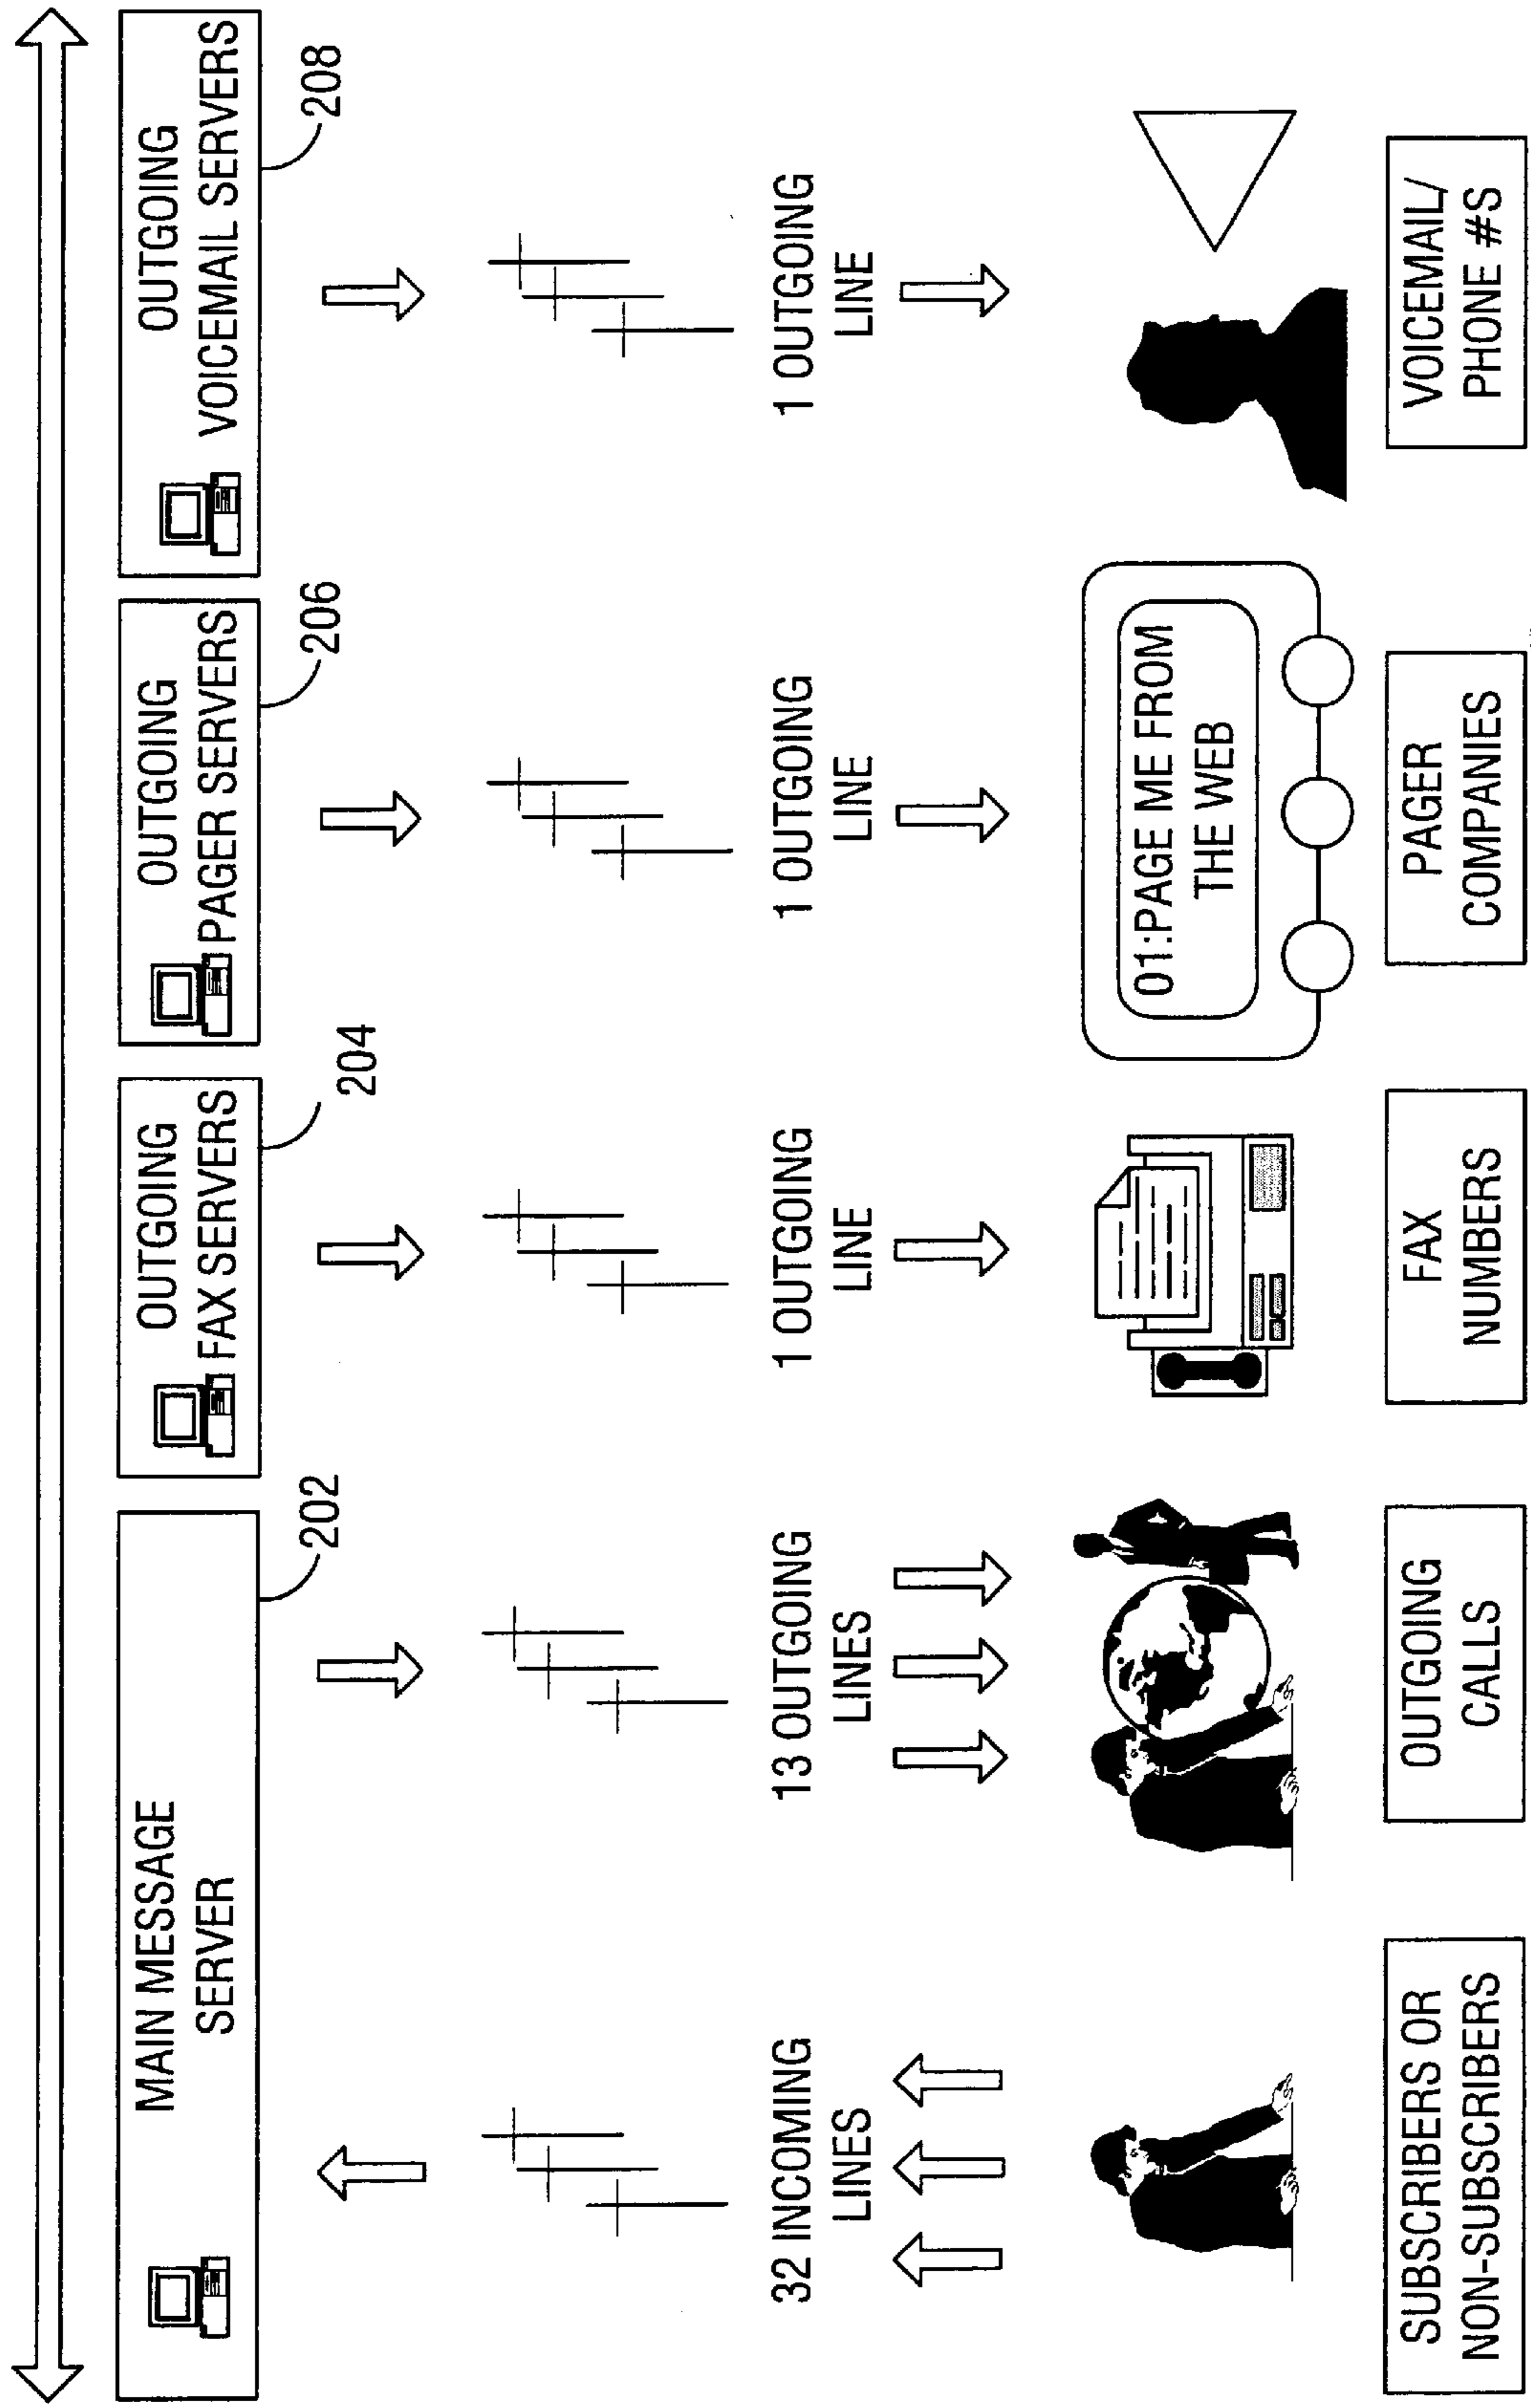 MAIN MESSAGE
SERVER
202
OUTGOING
FAX SERVERS
204
OUTGOING
PAGER SERVERS
206
OUTGOING
VOICEMAIL SERVERS
208
32 INCOMING
LINES
13 OUTGOING
LINES
1 OUTGOING
LINE
1 OUTGOING
LINE
1 OUTGOING
LINE
01:PAGE ME FROM
THE WEB
SUBSCRIBERS OR
NON-SUBSCRIBERS
OUTGOING
CALLS
FAX
NUMBERS
PAGER
COMPANIES
VOICEMAIL/
PHONE #S